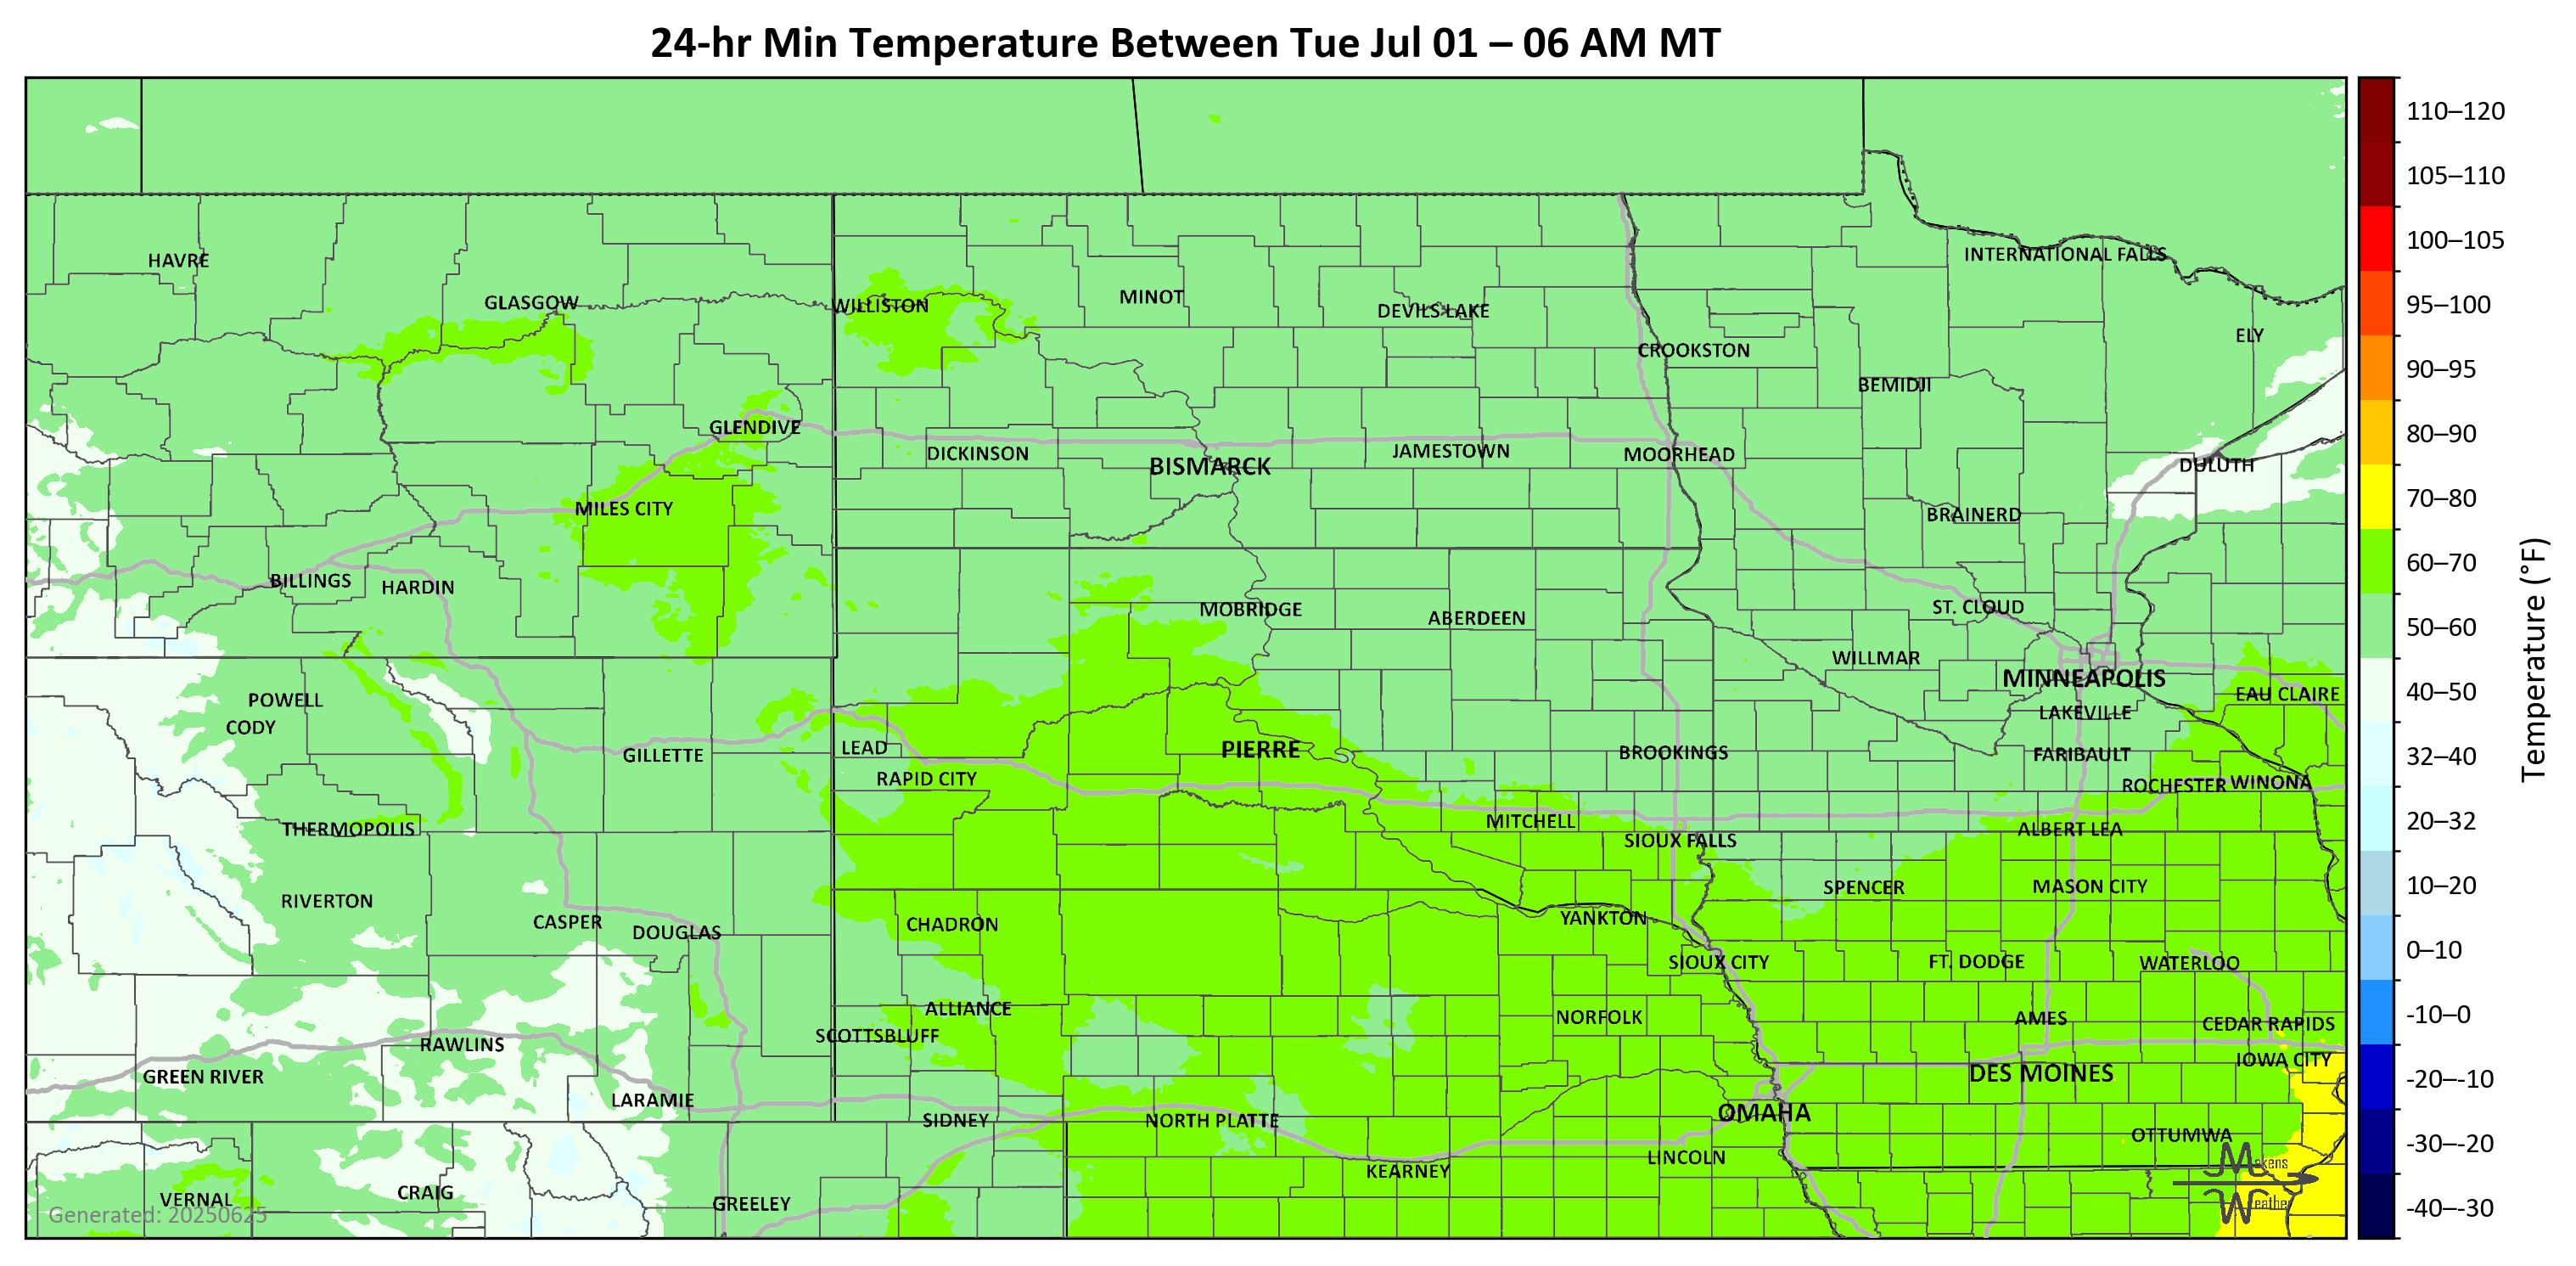 24-hr Min Temperature Between Tue Jul 01 – 06 AM MT
HAVRE
GLASGOW
WILLISTON
MINOT
DEVILS LAKE
INTERNATIONAL FALLS
ELY
CROOKSTON
BEMIDJI
GLENDIVE
DICKINSON
BISMARCK
JAMESTOWN
MOORHEAD
DULUTH
MILES CITY
BRAINERD
BILLINGS
HARDIN
MOBRIDGE
ABERDEEN
ST. CLOUD
WILLMAR
MINNEAPOLIS
EAU CLAIRE
POWELL
CODY
LAKEVILLE
GILLETTE
LEAD
PIERRE
BROOKINGS
FARIBAULT
RAPID CITY
ROCHESTER
WINONA
THERMOPOLIS
MITCHELL
SIOUX FALLS
ALBERT LEA
RIVERTON
SPENCER
MASON CITY
CASPER
DOUGLAS
CHADRON
YANKTON
SIOUX CITY
FT. DODGE
WATERLOO
ALLIANCE
SCOTTSBLUFF
NORFOLK
AMES
CEDAR RAPIDS
RAWLINS
IOWA CITY
GREEN RIVER
DES MOINES
LARAMIE
SIDNEY
NORTH PLATTE
OMAHA
OTTUMWA
LINCOLN
KEARNEY
VERNAL
CRAIG
GREELEY
Generated: 20250625
Makens
Weather
110–120
105–110
100–105
95–100
90–95
80–90
70–80
60–70
50–60
40–50
32–40
20–32
10–20
0–10
-10–0
-20–-10
-30–-20
-40–-30
Temperature (°F)